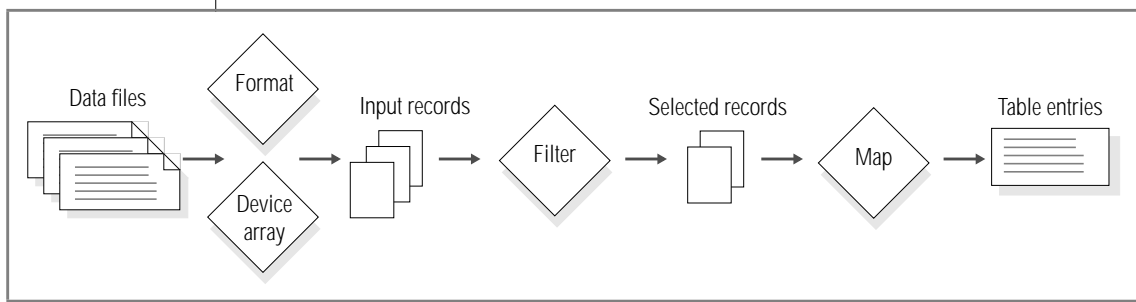 Data files
Format
Device
array
Input records
Filter
Selected records
Map
Table entries